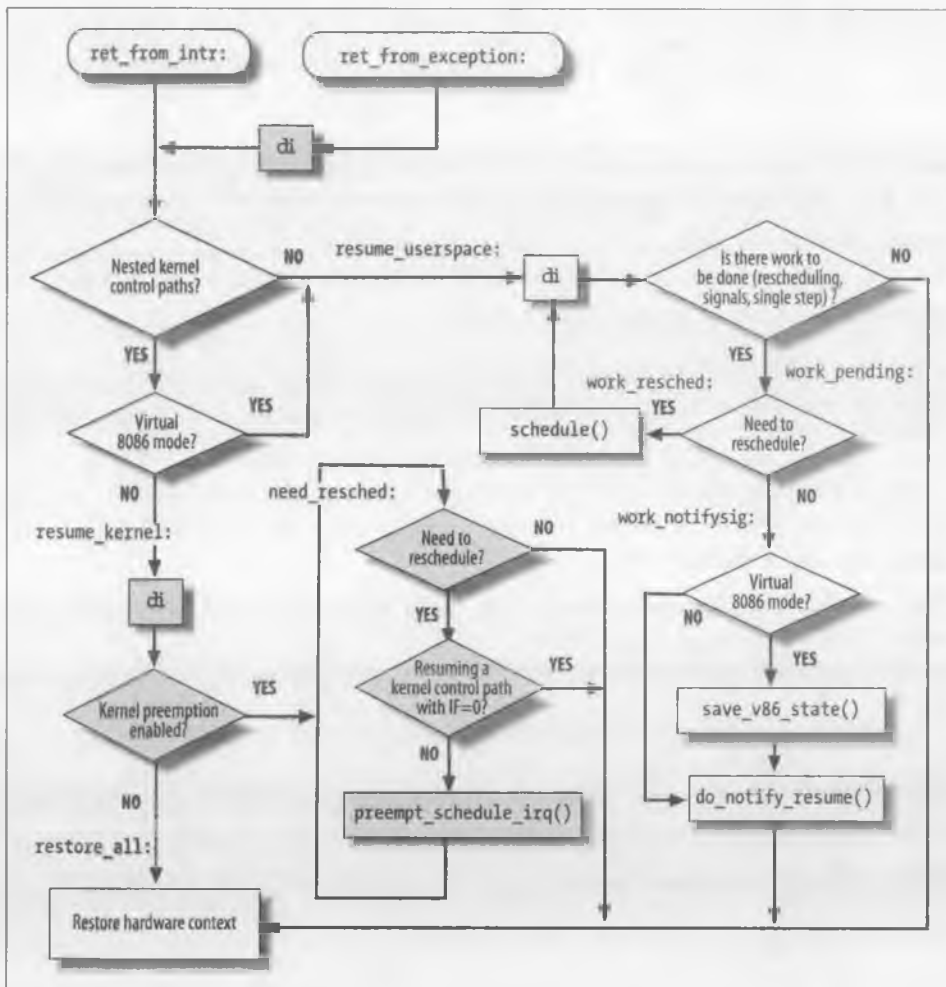 ret_from_intr:
ret_from_exception:
di
Nested kernel
control paths?
NO
resume_userspace:
di
Is there work to
be done (rescheduling,
signals, single step) ?
NO
YES
YES
work_pending:
work_resched:
Virtual
8086 mode?
YES
schedule()
YES
Need to
reschedule?
NO
need_resched:
NO
resume_kernel:
work_notifysig:
Need to
reschedule?
NO
di
YES
Virtual
8086 mode?
NO
YES
Kernel preemption
enabled?
YES
Resuming a
kernel control path
with IF=0?
YES
save_v86_state()
NO
NO
preempt_schedule_irq()
do_notify_resume()
restore_all:
Restore hardware context